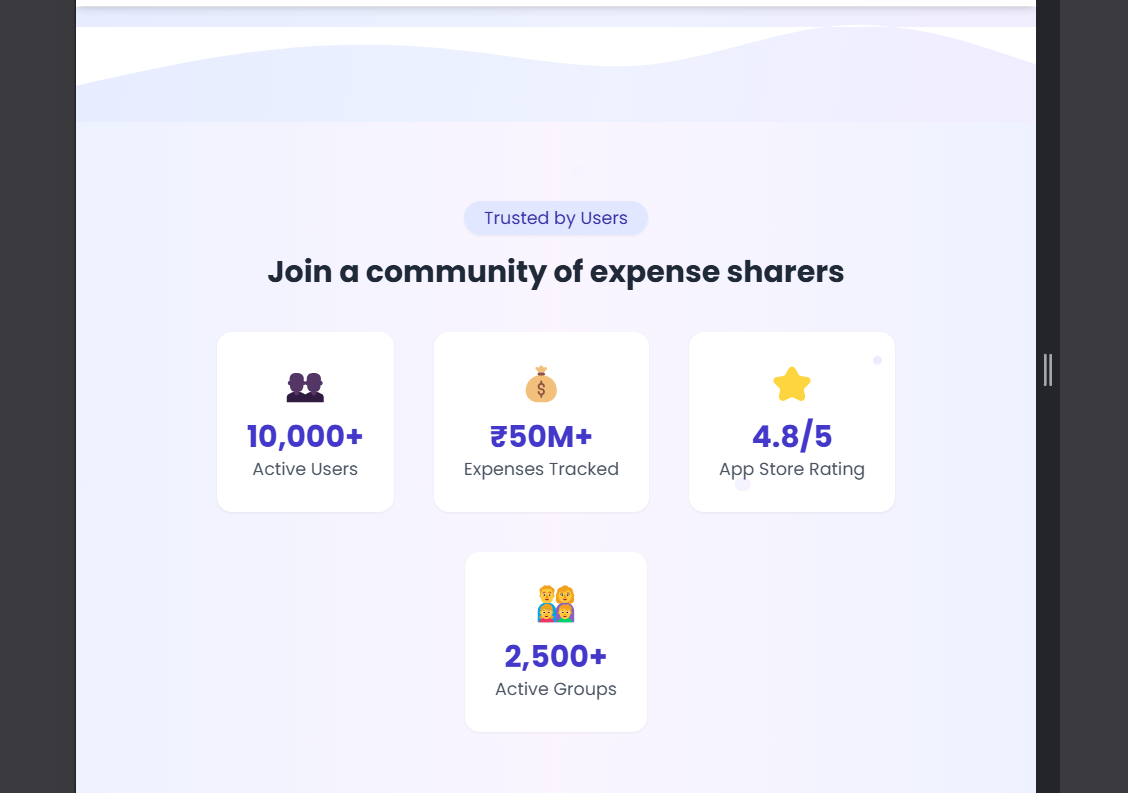 Trusted by Users
Join a community of expense sharers
10,000+
Active Users
₹50M+
Expenses Tracked
4.8/5
App Store Rating
2,500+
Active Groups